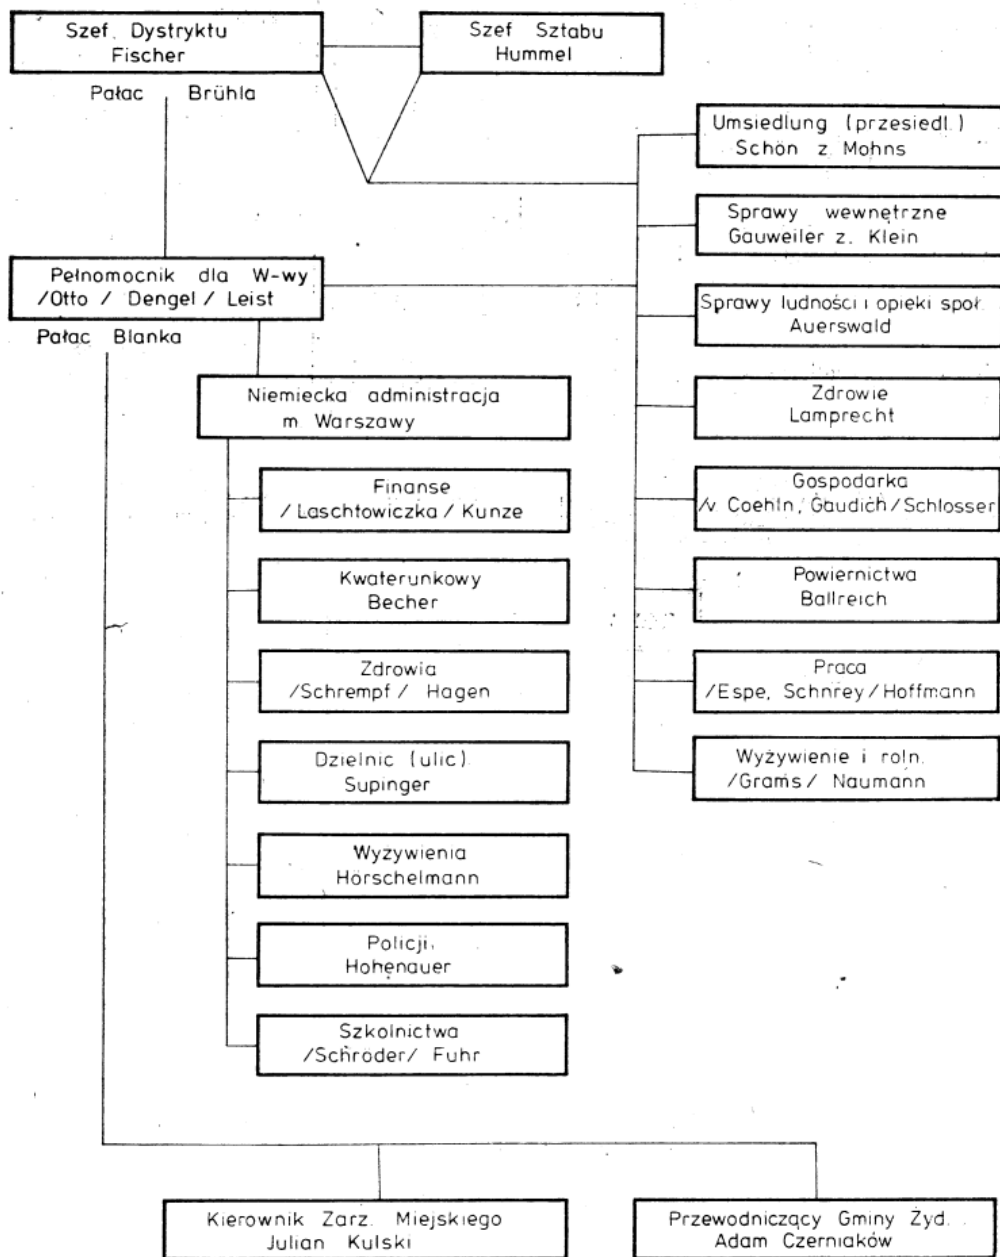 Szef Dystryktu
Fischer
Szef Sztabu
Hummel
Pałac Brühla
Umsiedlung (przesiedl.)
Schön z. Mohns
Sprawy wewnętrzne
Gauweiler z. Klein
Pełnomocnik dla W-wy
/Otto / Dengel / Leist
Pałac Blanka
Sprawy ludności i opieki społ.
Auerswald
Niemiecka administracja
m Warszawy
Zdrowie
Lamprecht
Finanse
/Laschtowiczka / Kunze
Gospodarka
/v. Coehln, Gaudich/Schlosser
Kwaterunkowy
Becher
Powiernictwa
Ballreich
Zdrowia
/Schrempf / Hagen
Praca
/Espe, Schnrey / Hoffmann
Dzielnic (ulic)
Supinger
Wyżywienie i roln.
/Grams / Naumann
Wyżywienia
Hörschelmann
Policji
Hohenauer
Szkolnictwa
/Schröder/ Fuhr
Kierownik Zarz. Miejskiego
Julian Kulski
Przewodniczący Gminy Żyd.
Adam Czerniaków